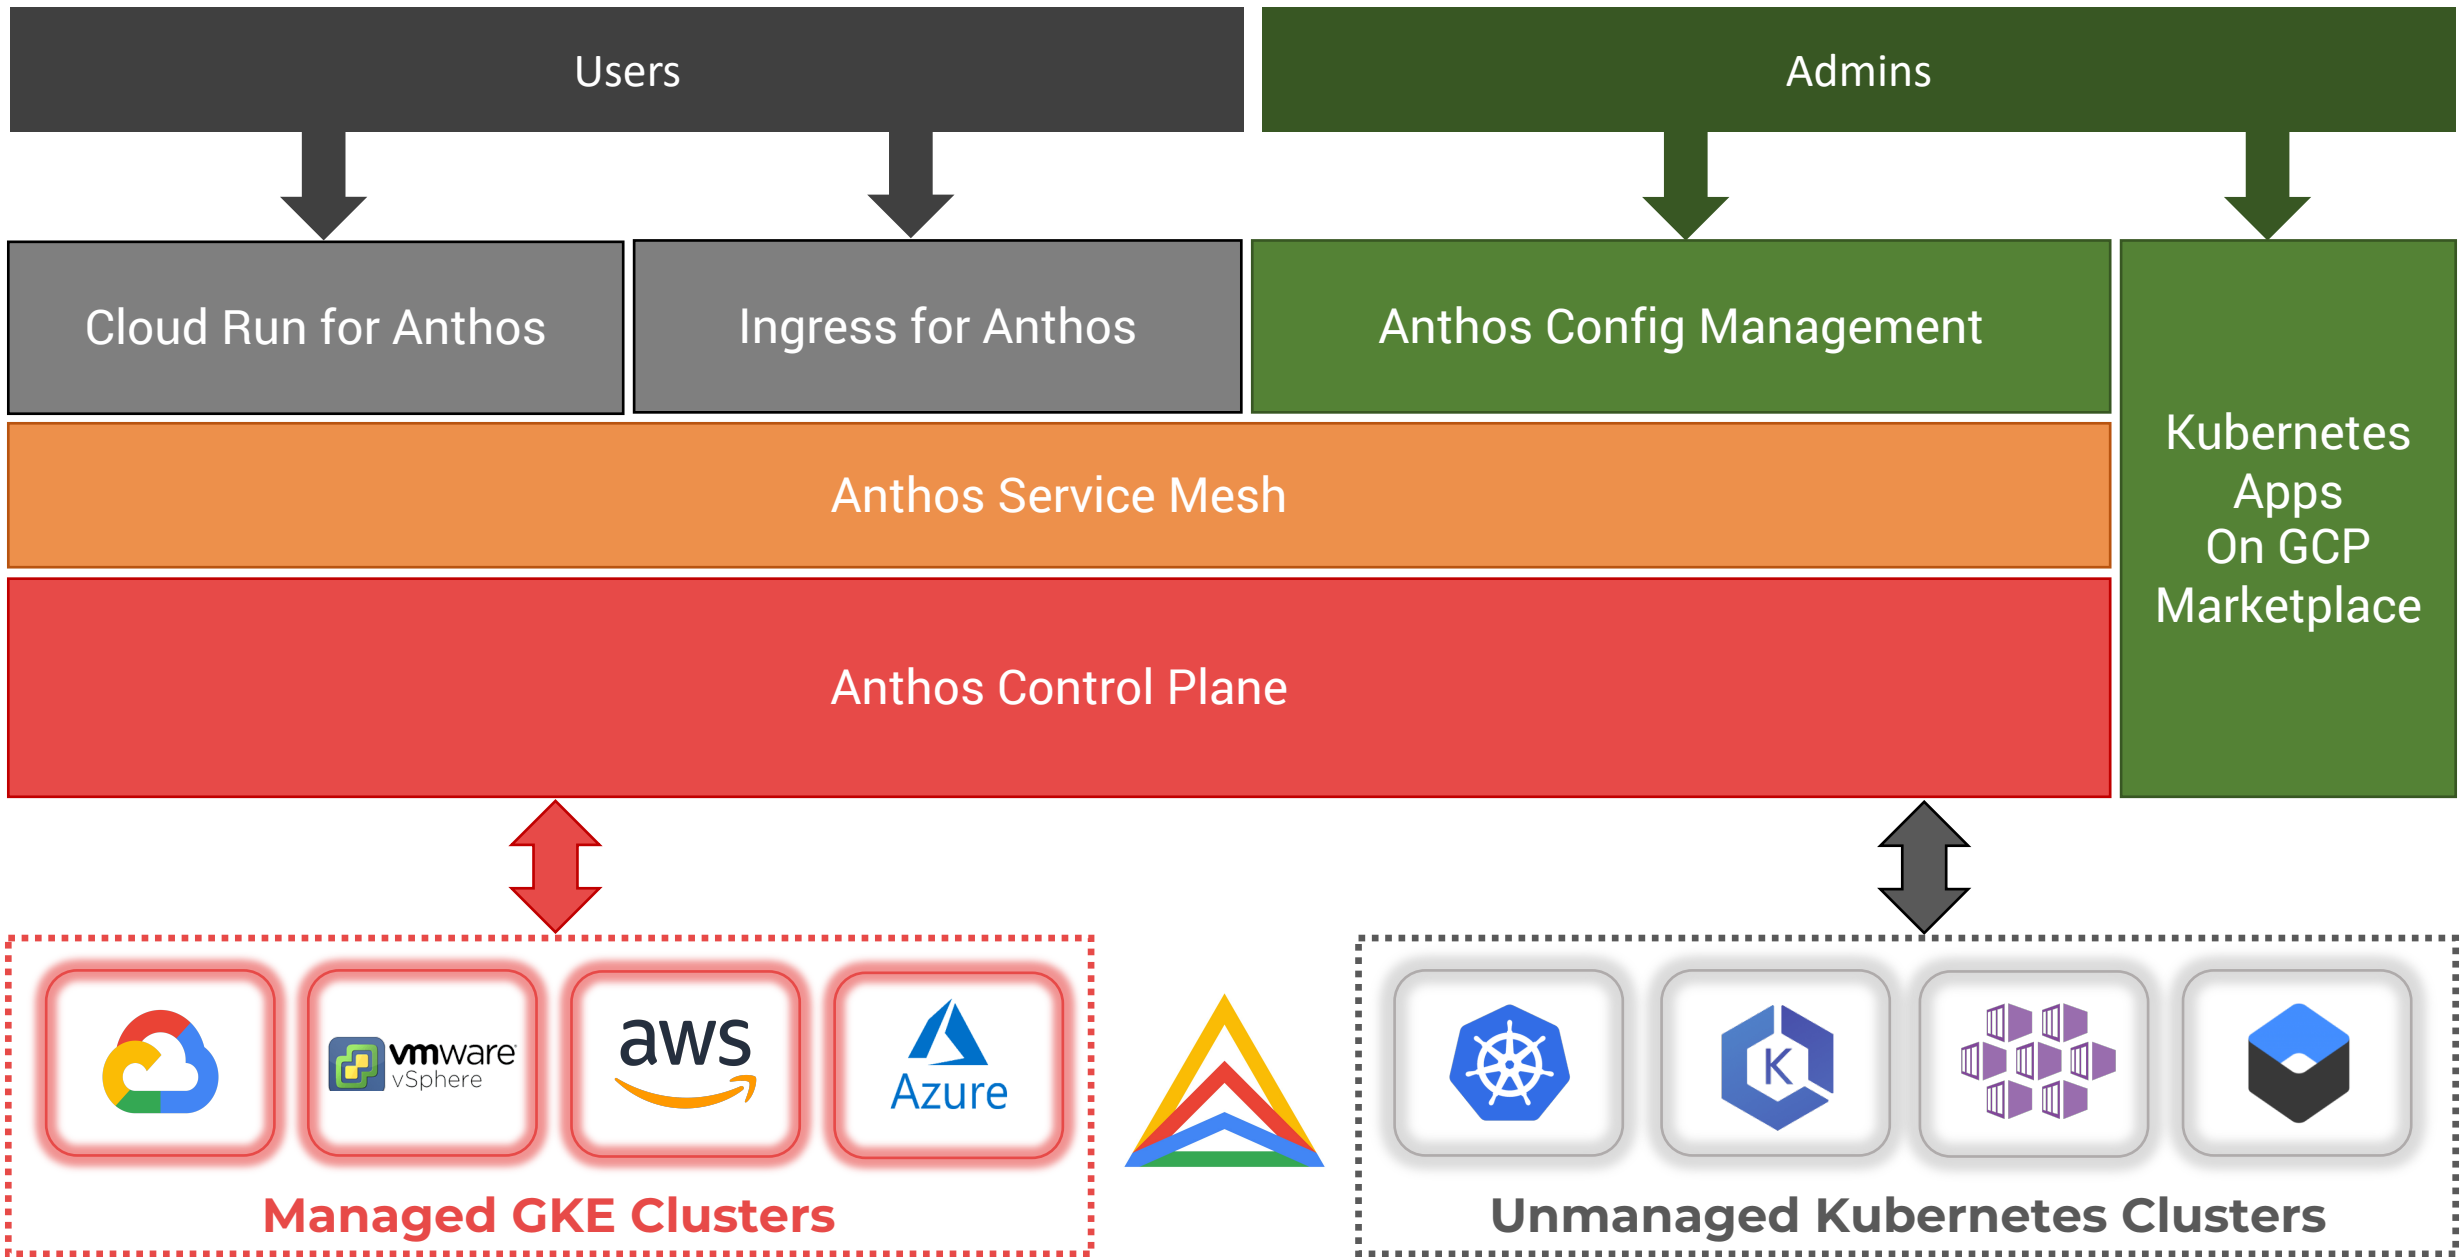 Users
Admins
Cloud Run for Anthos
Ingress for Anthos
Anthos Config Management
Kubernetes
Apps
On GCP
Marketplace
Anthos Service Mesh
Anthos Control Plane
vmware
vSphere
aws
Azure
K
Managed GKE Clusters
Unmanaged Kubernetes Clusters